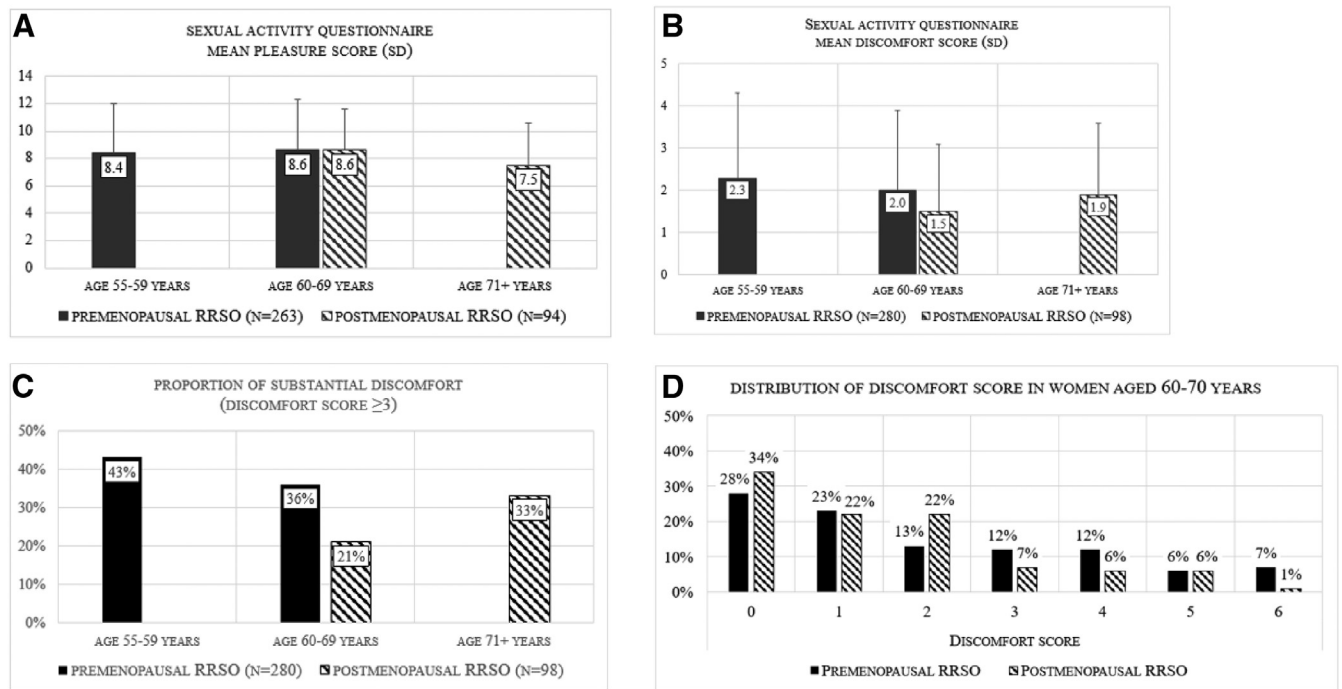 A
SEXUAL ACTIVITY QUESTIONNAIRE
MEAN PLEASURE SCORE (SD)
14
12
10
8
6
4
2
0
8.4
8.6
8.6
7.5
AGE 55-59 YEARS
AGE 60-69 YEARS
AGE 71+ YEARS
PREMENOPAUSAL RRSO (N=263)
POSTMENOPAUSAL RRSO (N=94)
B
SEXUAL ACTIVITY QUESTIONNAIRE
MEAN DISCOMFORT SCORE (SD)
5
4
3
2
1
0
2.3
2.0
1.5
1.9
AGE 55-59 YEARS
AGE 60-69 YEARS
AGE 71+ YEARS
PREMENOPAUSAL RRSO (N=280)
POSTMENOPAUSAL RRSO (N=98)
C
PROPORTION OF SUBSTANTIAL DISCOMFORT
(DISCOMFORT SCORE ≥3)
50%
40%
30%
20%
10%
0%
43%
36%
21%
33%
AGE 55-59 YEARS
AGE 60-69 YEARS
AGE 71+ YEARS
PREMENOPAUSAL RRSO (N=280)
POSTMENOPAUSAL RRSO (N=98)
D
DISTRIBUTION OF DISCOMFORT SCORE IN WOMEN AGED 60-70 YEARS
50%
40%
30%
20%
10%
0%
28%
34%
23%
22%
13%
22%
12%
7%
12%
6%
6%
6%
7%
1%
0
1
2
3
4
5
6
DISCOMFORT SCORE
PREMENOPAUSAL RRSO
POSTMENOPAUSAL RRSO